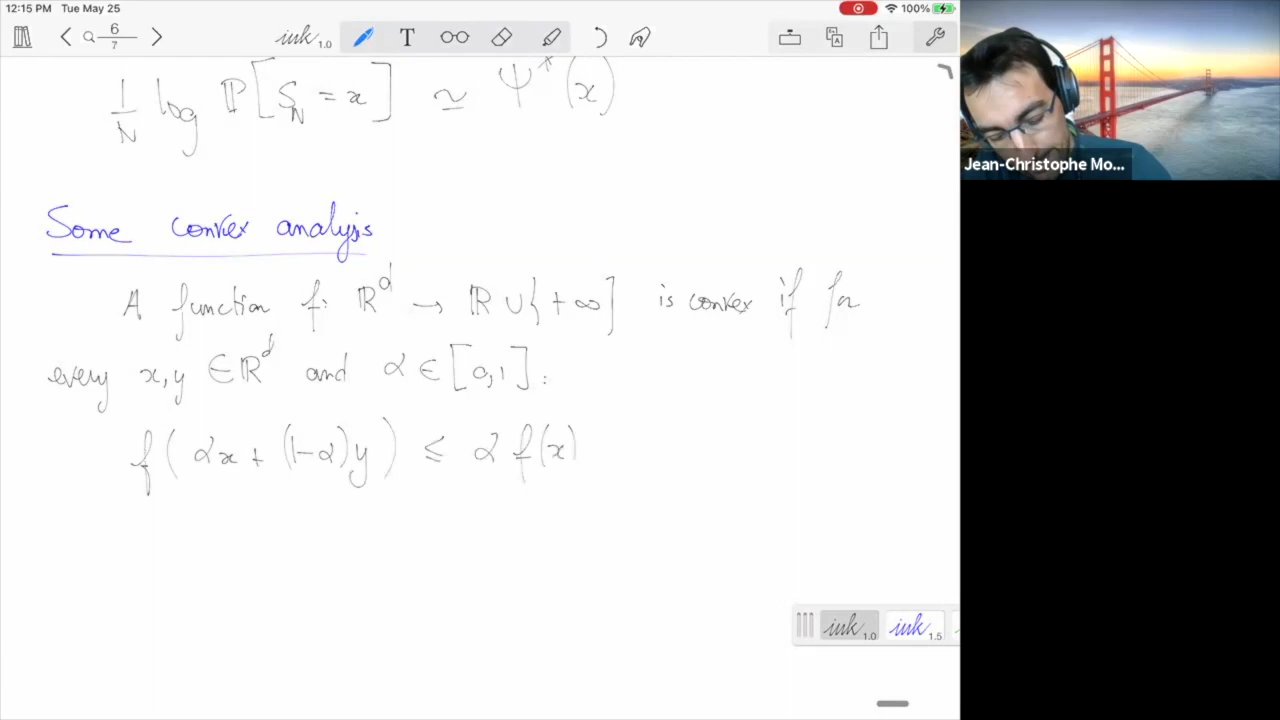 12:15 PM Tue May 25
100%
6
7
ink 1.0
T
1/N log ℙ[S_N = x] ≃ Ψ*(x)
Some convex analysis
A function f: ℝ^d → ℝ ∪ {+∞} is convex if for
every x, y ∈ ℝ^d and α ∈ [0,1]:
f(αx + (1-α)y) ≤ α f(x)
ink 1.0 ink 1.5
Jean-Christophe Mo...